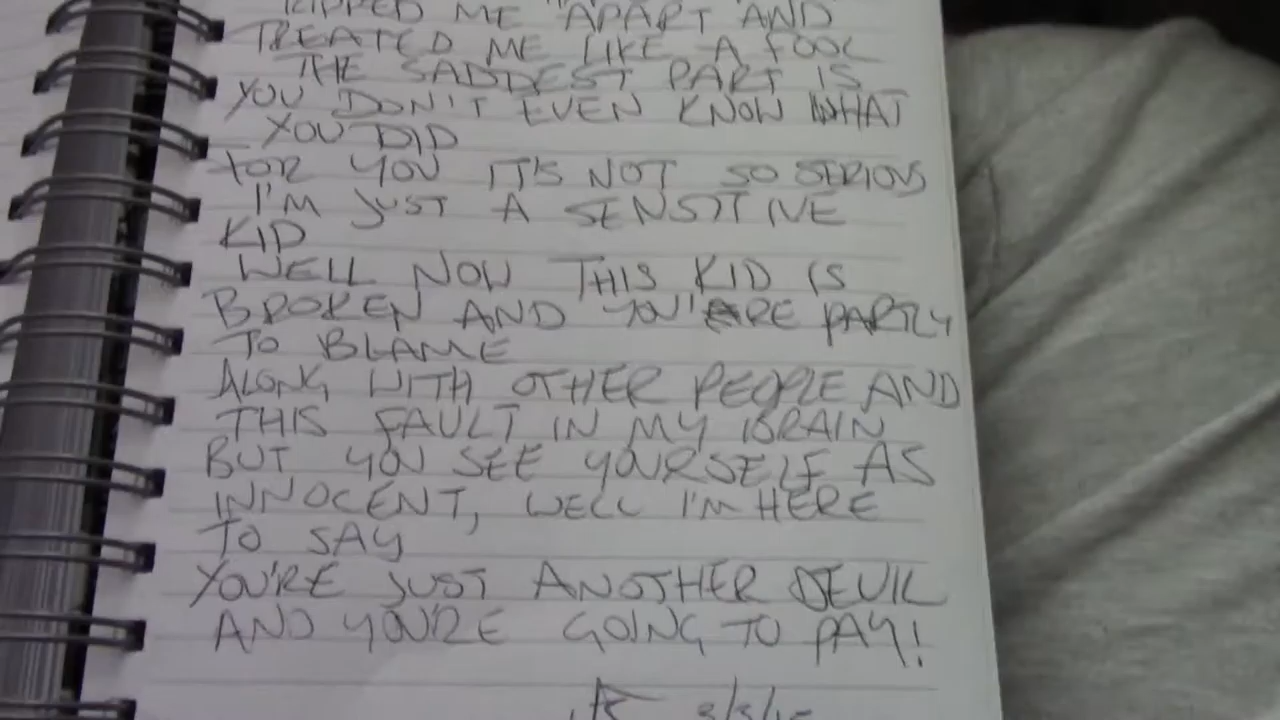 RIPPED ME APART AND
TREATED ME LIKE A FOOL
THE SADDEST PART IS
YOU DON'T EVEN KNOW WHAT
YOU DID
FOR YOU IT'S NOT SO SERIOUS
I'M JUST A SENSITIVE
KID
WELL NOW THIS KID IS
BROKEN AND YOU'RE PARTLY
TO BLAME
ALONG WITH OTHER PEOPLE AND
THIS FAULT IN MY BRAIN
BUT YOU SEE YOURSELF AS
INNOCENT, WELL I'M HERE
TO SAY
YOU'RE JUST ANOTHER DEVIL
AND YOU'RE GOING TO PAY!